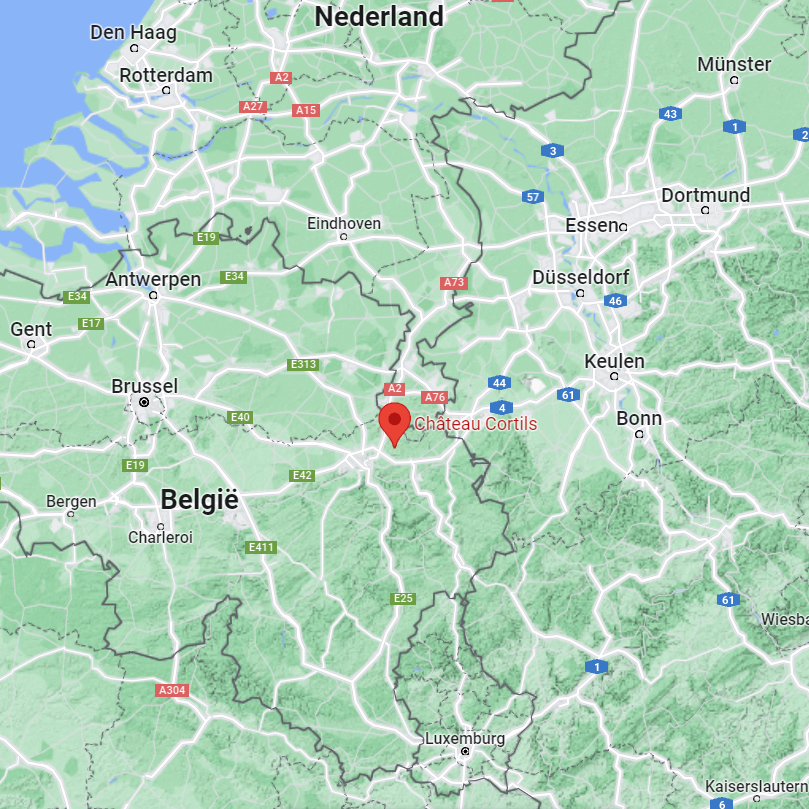 Nederland
Den Haag
Münster
Rotterdam
A2
A27
A15
43
1
2
3
57
Dortmund
Eindhoven
Essen
E19
E34
Antwerpen
A73
Düsseldorf
E34
46
E17
Gent
Keulen
E313
Brussel
44
A2
61
A76
4
E40
Château Cortils
Bonn
E19
E42
België
Bergen
Charleroi
E411
E25
61
Wiesba
1
A304
Luxemburg
Kaiserslautern
6